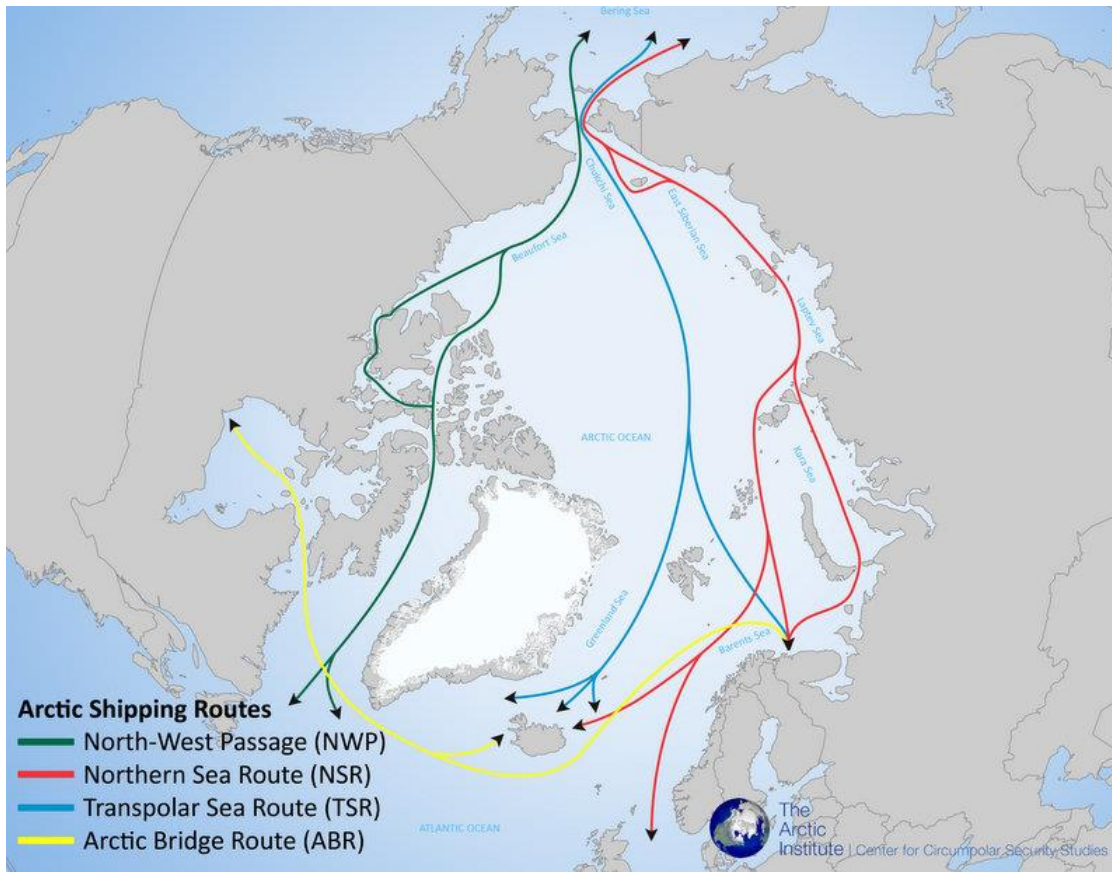 Bering Sea
Chukchi Sea
East Siberian Sea
Beaufort Sea
Laptev Sea
ARCTIC OCEAN
Kara Sea
Greenland Sea
Barents Sea
Arctic Shipping Routes
North-West Passage (NWP)
Northern Sea Route (NSR)
Transpolar Sea Route (TSR)
Arctic Bridge Route (ABR)
ATLANTIC OCEAN
The
Arctic
Institute | Center for Circumpolar Security Studies